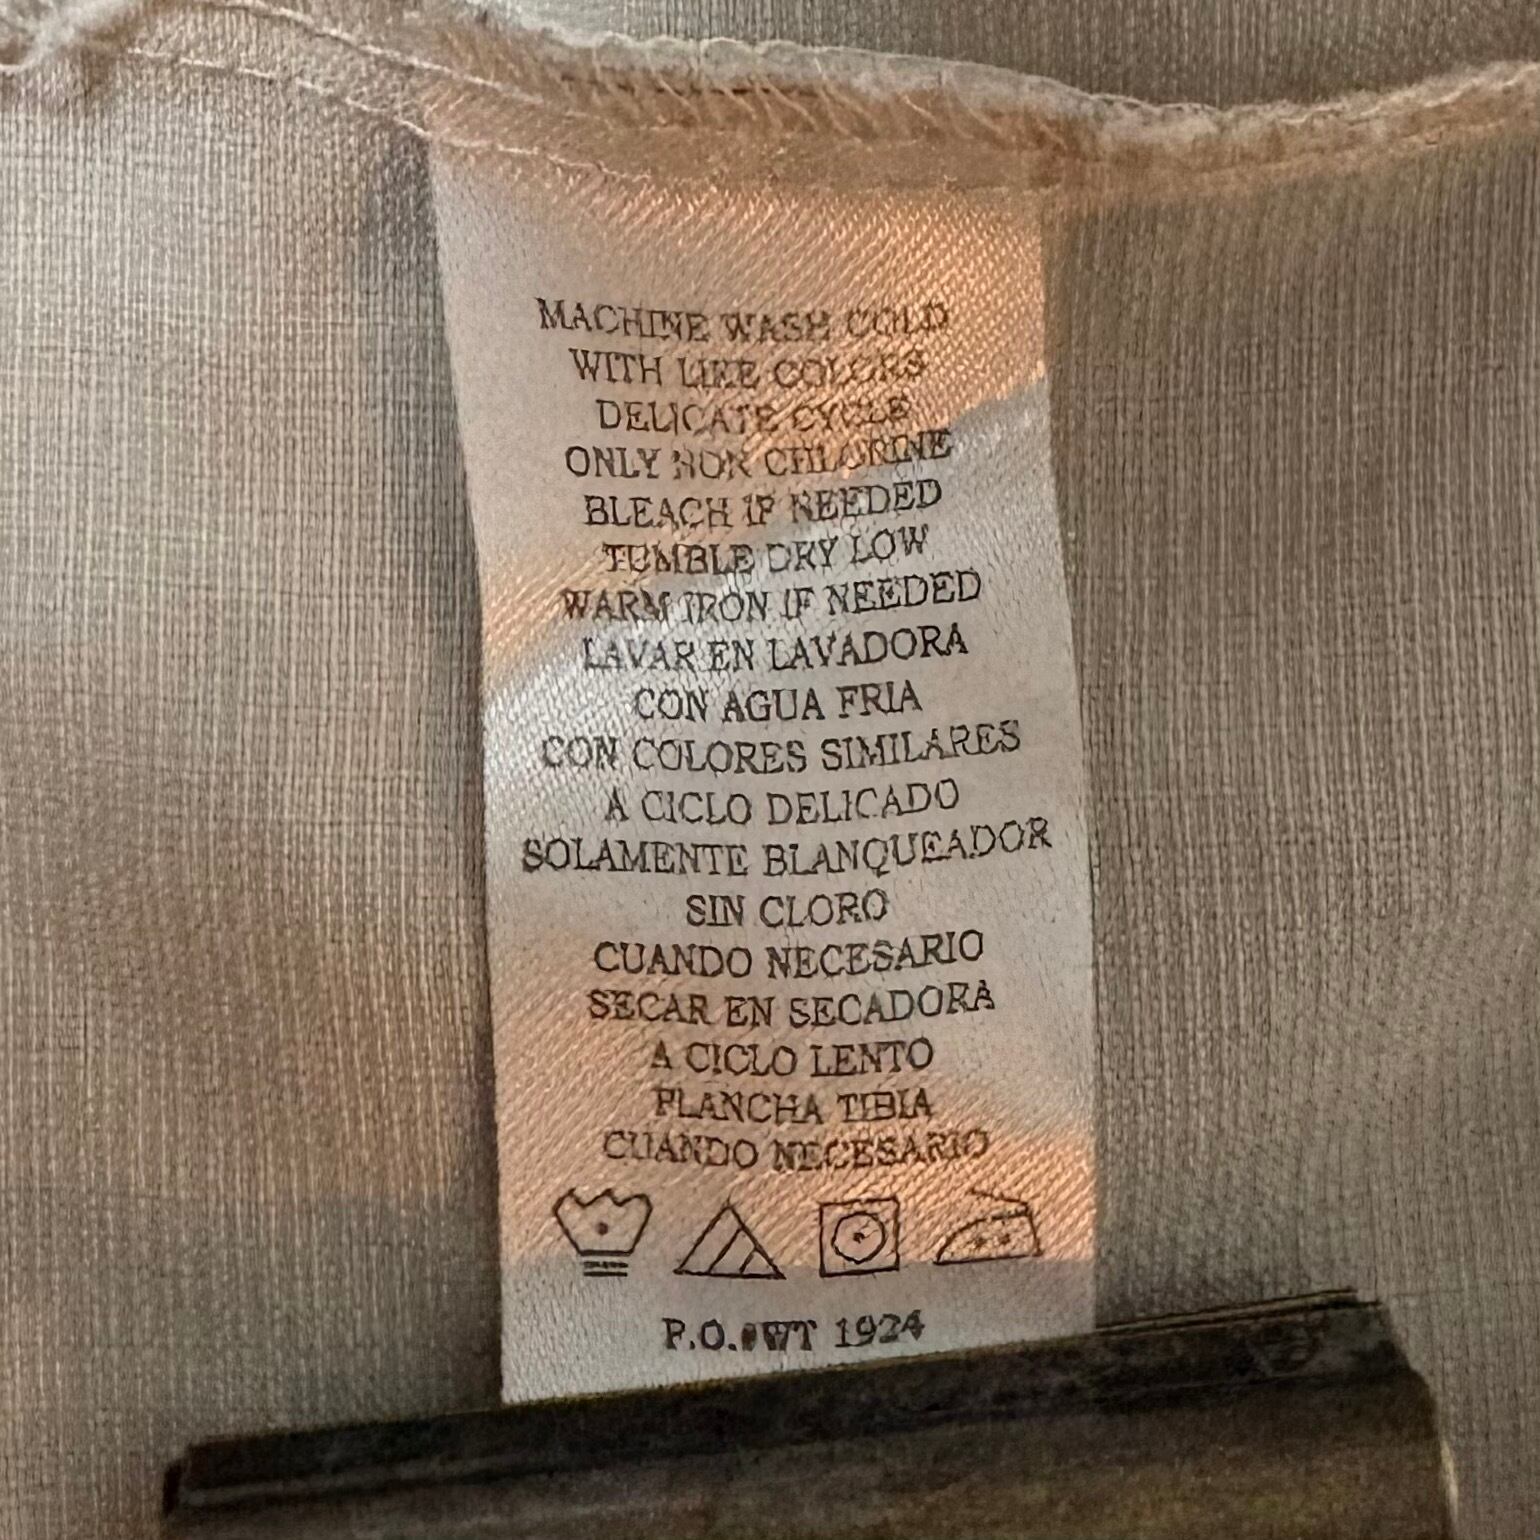 MACHINE WASH COLD
WITH LIKE COLORS
DELICATE CYCLE
ONLY NON CHLORINE
BLEACH IF NEEDED
TUMBLE DRY LOW
WARM IRON IF NEEDED
LAVAR EN LAVADORA
CON AGUA FRIA
CON COLORES SIMILARES
A CICLO DELICADO
SOLAMENTE BLANQUEADOR
SIN CLORO
CUANDO NECESARIO
SECAR EN SECADORA
A CICLO LENTO
PLANCHA TIBIA
CUANDO NECESARIO
P.O.#WT 1924